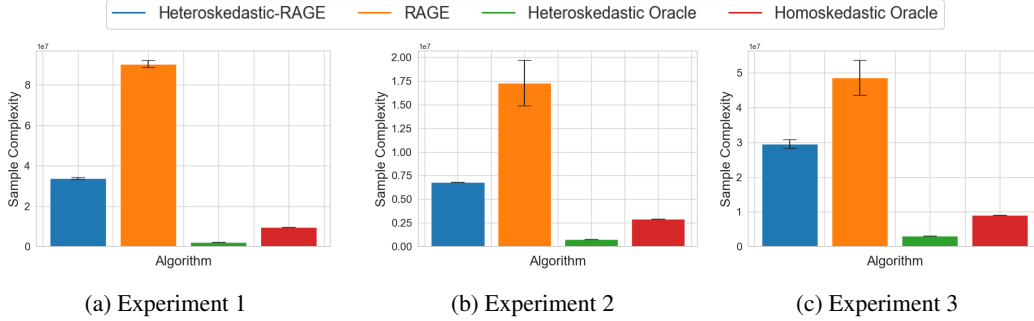 Heteroskedastic-RAGE RAGE Heteroskedastic Oracle Homoskedastic Oracle
1e7
8
6
4
2
0
Sample Complexity
Algorithm
(a) Experiment 1
1e7
2.00
1.75
1.50
1.25
1.00
0.75
0.50
0.25
0.00
Sample Complexity
Algorithm
(b) Experiment 2
1e7
5
4
3
2
1
0
Sample Complexity
Algorithm
(c) Experiment 3